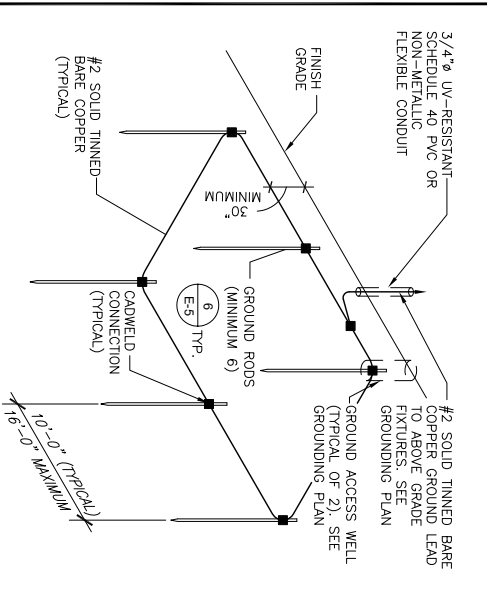 3/4"ø UV-RESISTANT
SCHEDULE 40 PVC OR
NON-METALLIC
FLEXIBLE CONDUIT
FINISH
GRADE
#2 SOLID TINNED
BARE COPPER
(TYPICAL)
30"
MINIMUM
GROUND RODS
(MINIMUM 6)
6
E-5
TYP.
CADWELD
CONNECTION
(TYPICAL)
#2 SOLID TINNED BARE
COPPER GROUND LEAD
TO ABOVE GRADE
FIXTURES. SEE
GROUNDING PLAN
GROUND ACCESS WELL
(TYPICAL OF 2). SEE
GROUNDING PLAN
10'-0" (TYPICAL)
16'-0" MAXIMUM